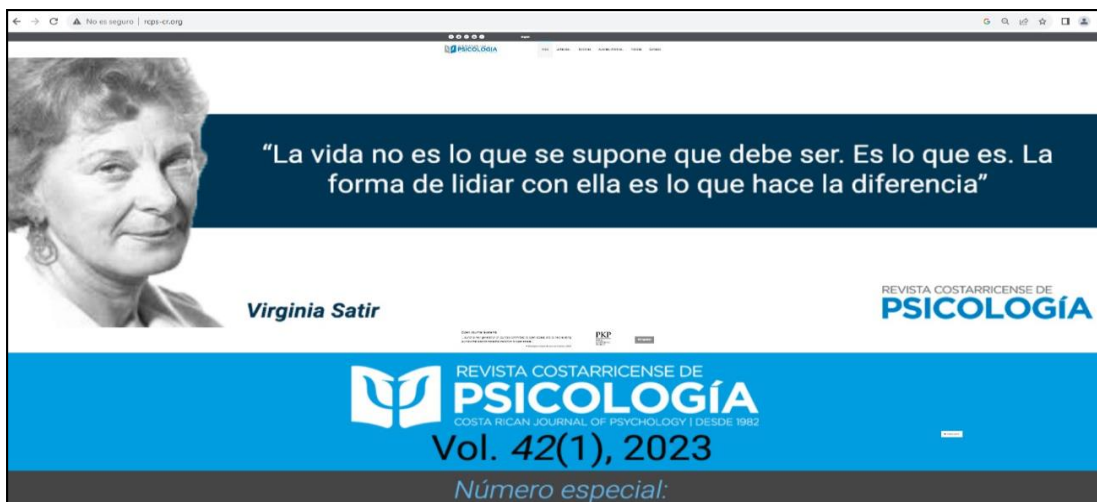 No es seguro | rcps-cr.org
PSICOLOGÍA
“La vida no es lo que se supone que debe ser. Es lo que es. La
forma de lidiar con ella es lo que hace la diferencia”
Virginia Satir
REVISTA COSTARRICENSE DE
PSICOLOGÍA
PKP
REVISTA COSTARRICENSE DE
PSICOLOGÍA
COSTA RICAN JOURNAL OF PSYCHOLOGY | DESDE 1982
Vol. 42(1), 2023
Número especial: